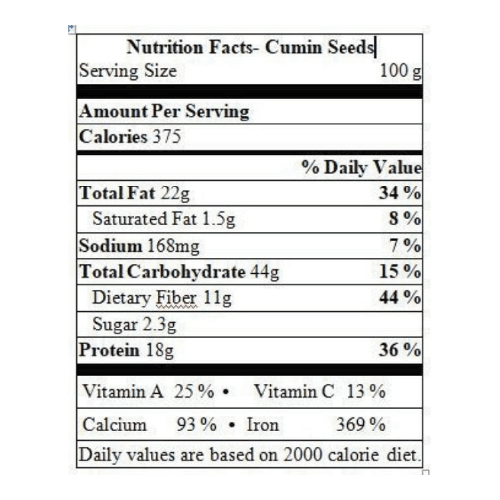 Nutrition Facts- Cumin Seeds
Serving Size 100 g
Amount Per Serving
Calories 375
% Daily Value
Total Fat 22g 34 %
Saturated Fat 1.5g 8 %
Sodium 168mg 7 %
Total Carbohydrate 44g 15 %
Dietary Fiber 11g 44 %
Sugar 2.3g
Protein 18g 36 %
Vitamin A 25 % • Vitamin C 13 %
Calcium 93 % • Iron 369 %
Daily values are based on 2000 calorie diet.